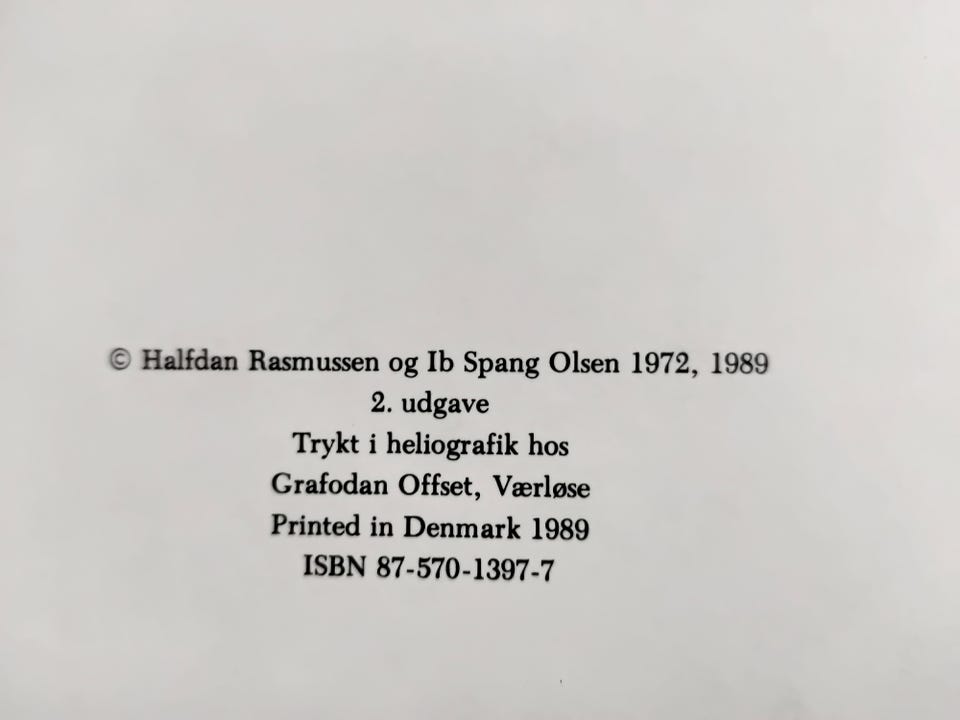 © Halfdan Rasmussen og Ib Spang Olsen 1972, 1989
2. udgave
Trykt i heliografik hos
Grafodan Offset, Værløse
Printed in Denmark 1989
ISBN 87-570-1397-7